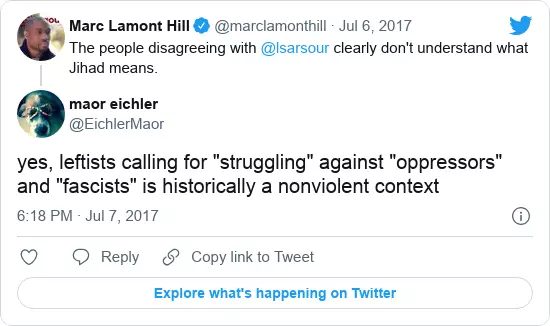 Marc Lamont Hill @marclamonthill · Jul 6, 2017
The people disagreeing with @lsarsour clearly don't understand what
Jihad means.
maor eichler
@EichlerMaor
yes, leftists calling for "struggling" against "oppressors"
and "fascists" is historically a nonviolent context
6:18 PM · Jul 7, 2017
Reply Copy link to Tweet
Explore what's happening on Twitter